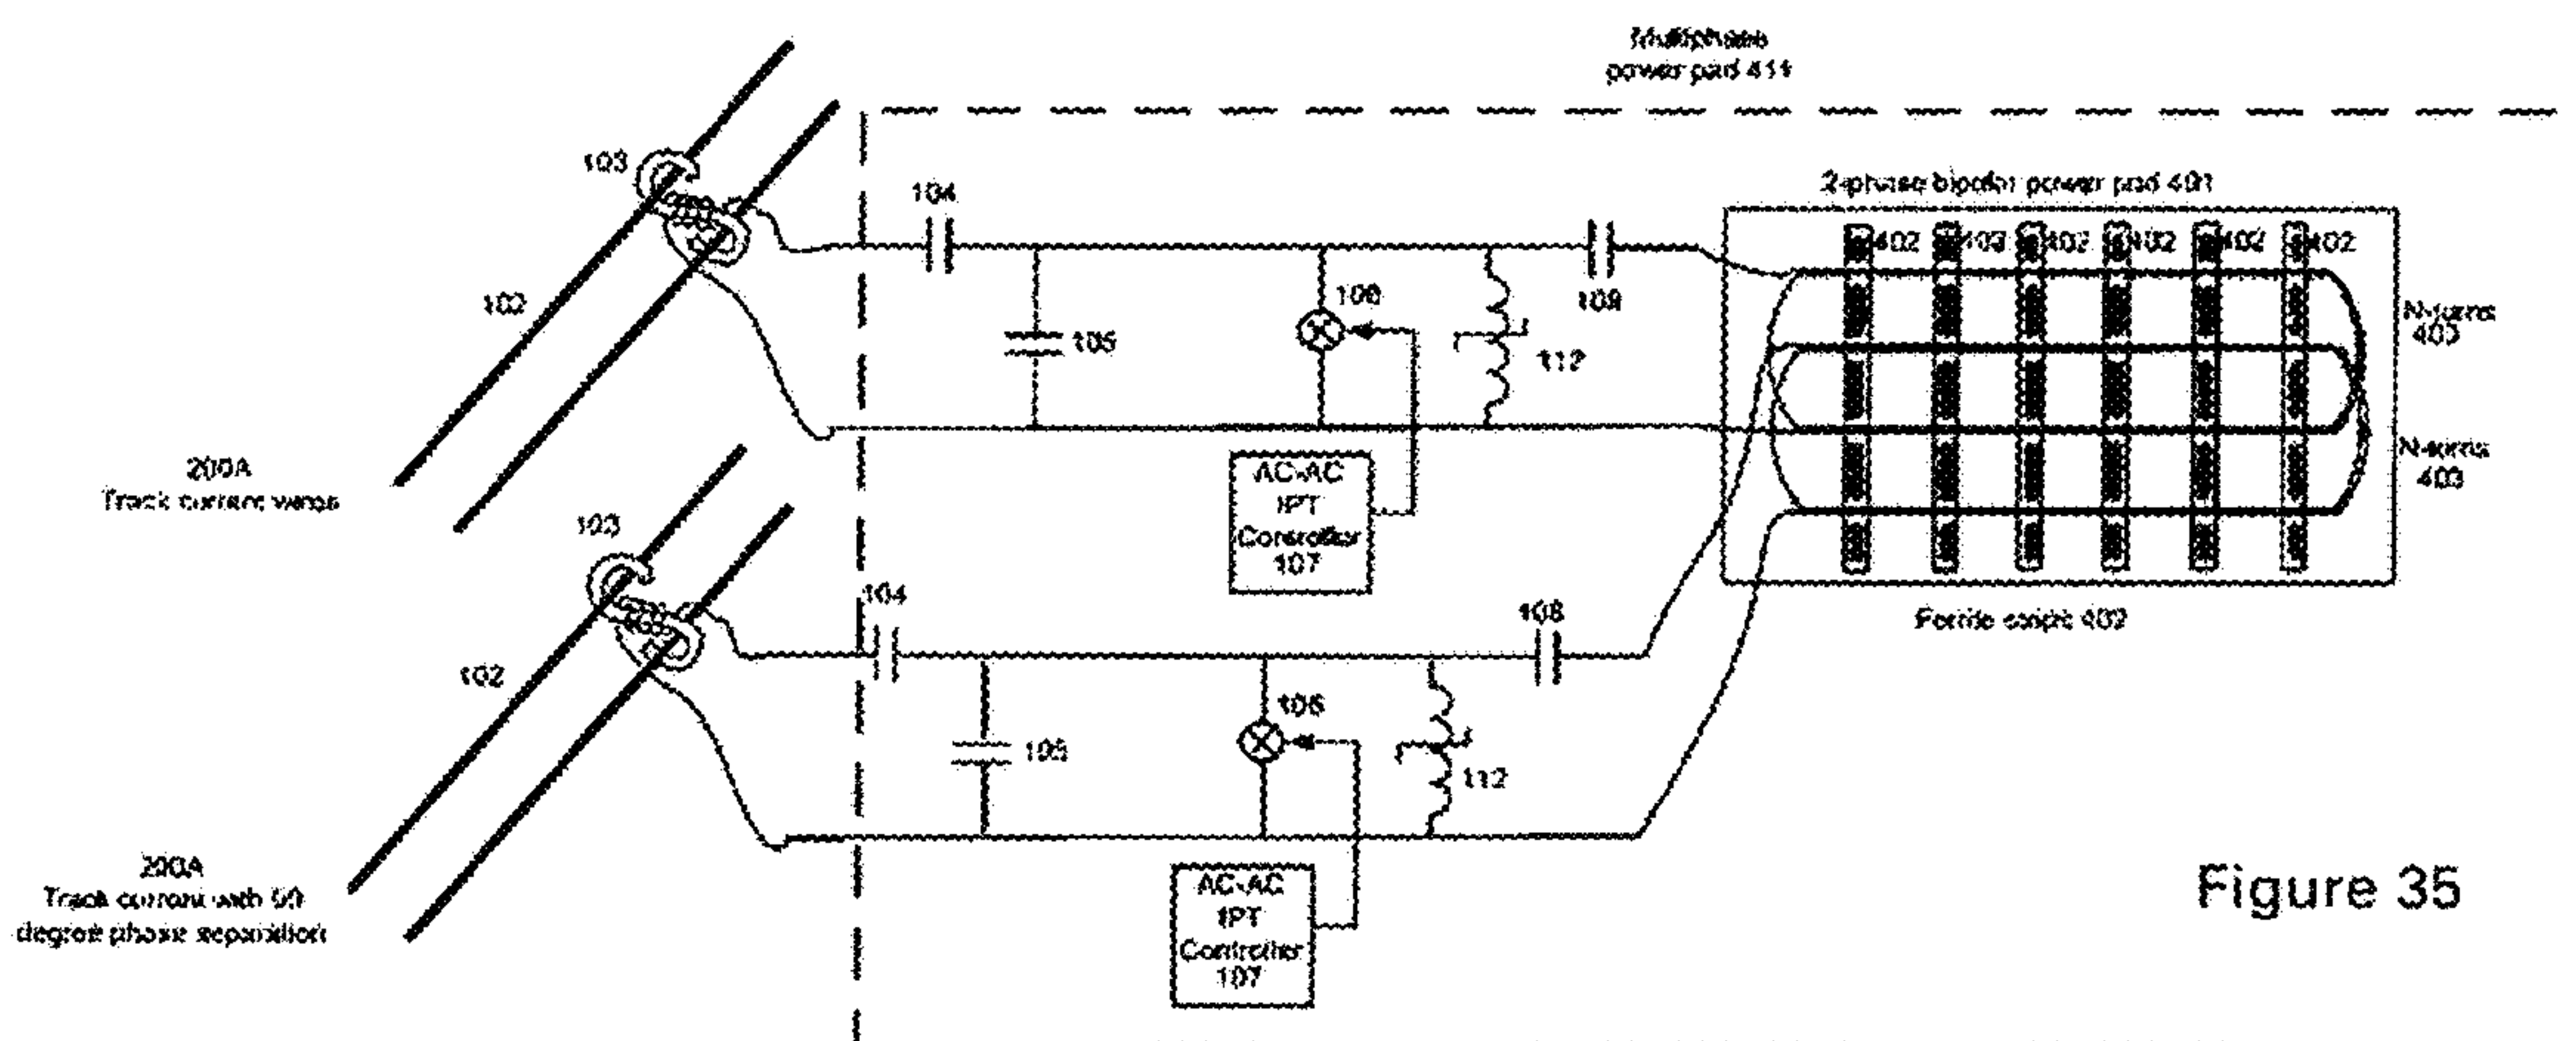 Multiphase
power pad 411
2-phase bipolar power pad 401
103
104
402 402 402 402 402 402
102
105
106
112
109
N-turns
403
N-turns
403
200A
Track current
AC-AC
IPT
Controller
107
103
104
108
Ferrite 402
102
105
106
112
200A
Track current with 90
degree phase separation
AC-AC
IPT
Controller
107
Figure 35